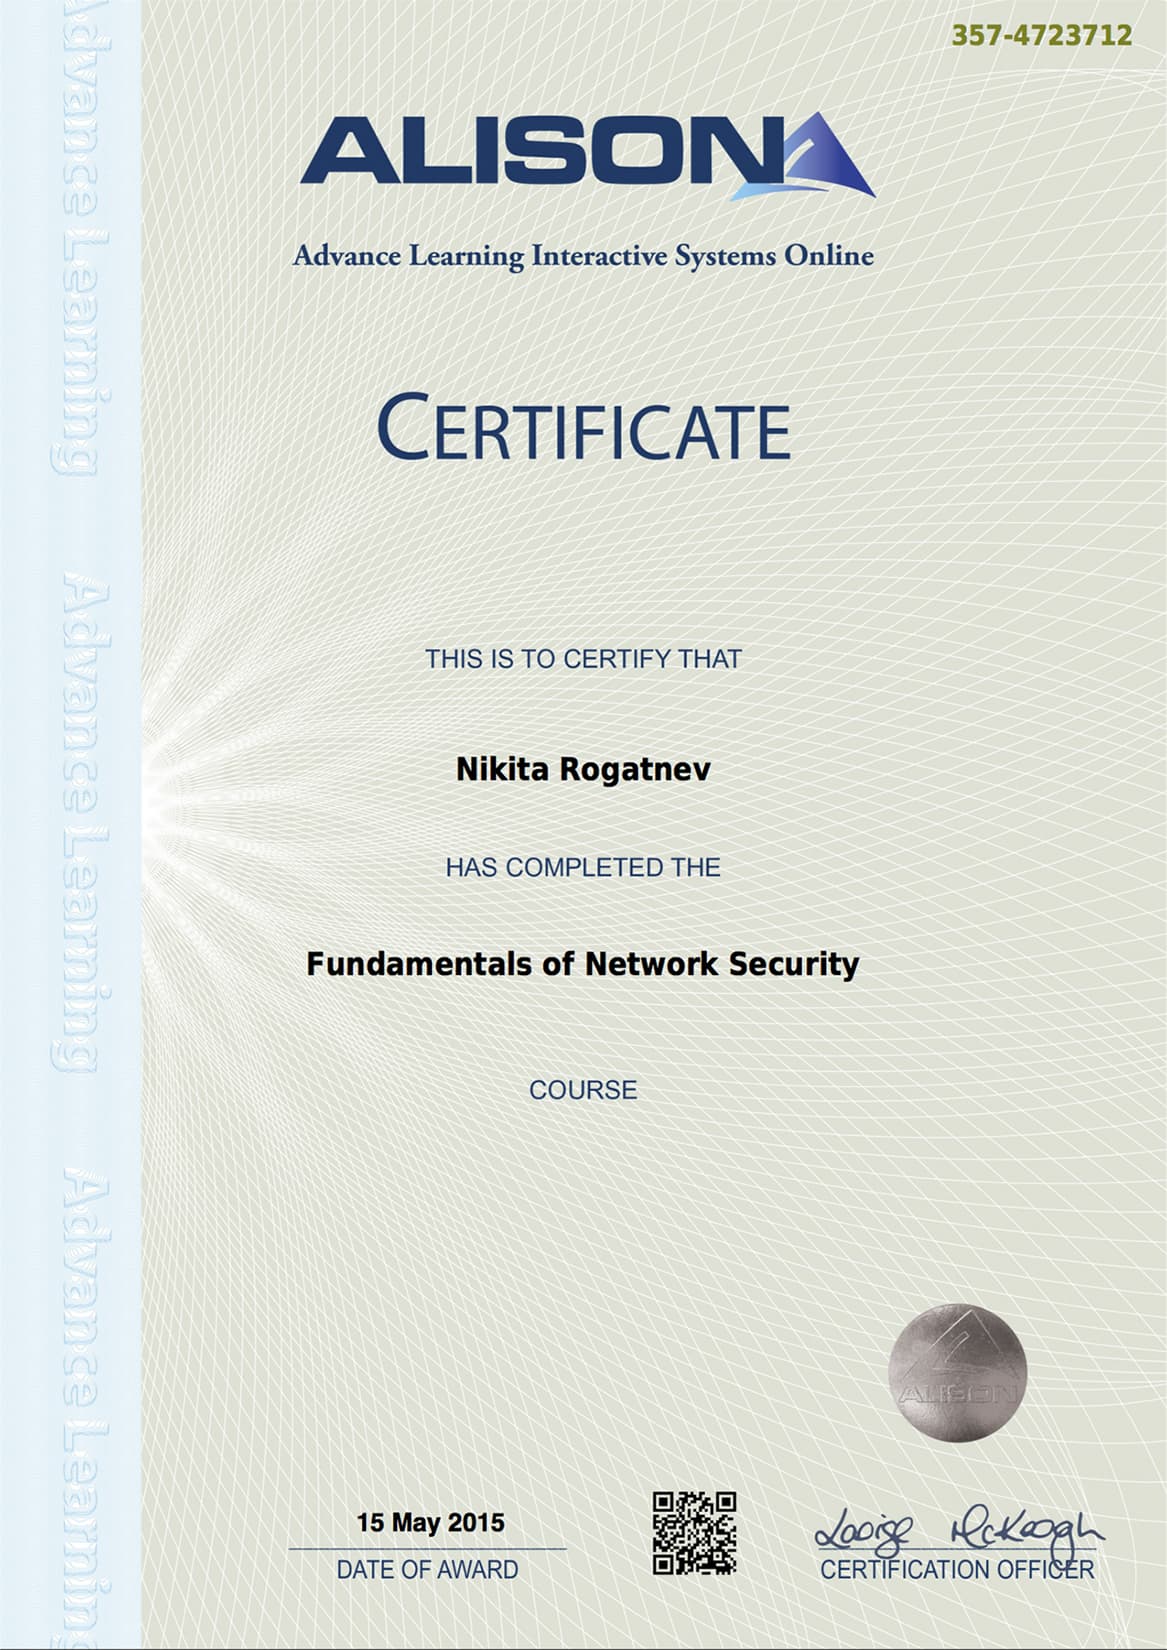 357-4723712
ALISON
Advance Learning Interactive Systems Online
CERTIFICATE
THIS IS TO CERTIFY THAT
Nikita Rogatnev
HAS COMPLETED THE
Fundamentals of Network Security
COURSE
ALISON
15 May 2015
DATE OF AWARD
Louise McKeogh
CERTIFICATION OFFICER
Advance Learning
Advance Learning
Advance Learning